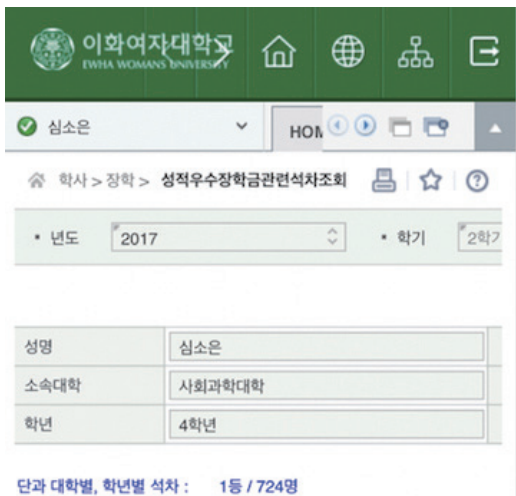 이화여자대학교
EWHA WOMANS UNIVERSITY
심소은
HOM
학사 > 장학 > 성적우수장학금관련석차조회
년도 2017 학기 2학기
성명 심소은
소속대학 사회과학대학
학년 4학년
단과 대학별, 학년별 석차 : 1등 / 724명